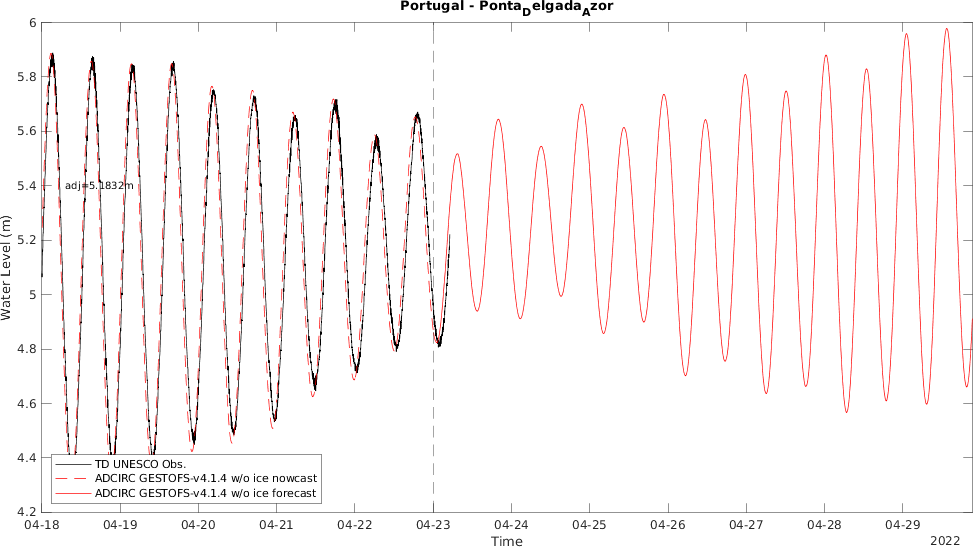 Portugal - PontaDelgadaAzor
6
5.8
5.6
5.4
5.2
5
4.8
4.6
4.4
4.2
Water Level (m)
adj=5.1832m
TD UNESCO Obs.
ADCIRC GESTOFS-v4.1.4 w/o ice nowcast
ADCIRC GESTOFS-v4.1.4 w/o ice forecast
04-18 04-19 04-20 04-21 04-22 04-23 04-24 04-25 04-26 04-27 04-28 04-29
Time
2022